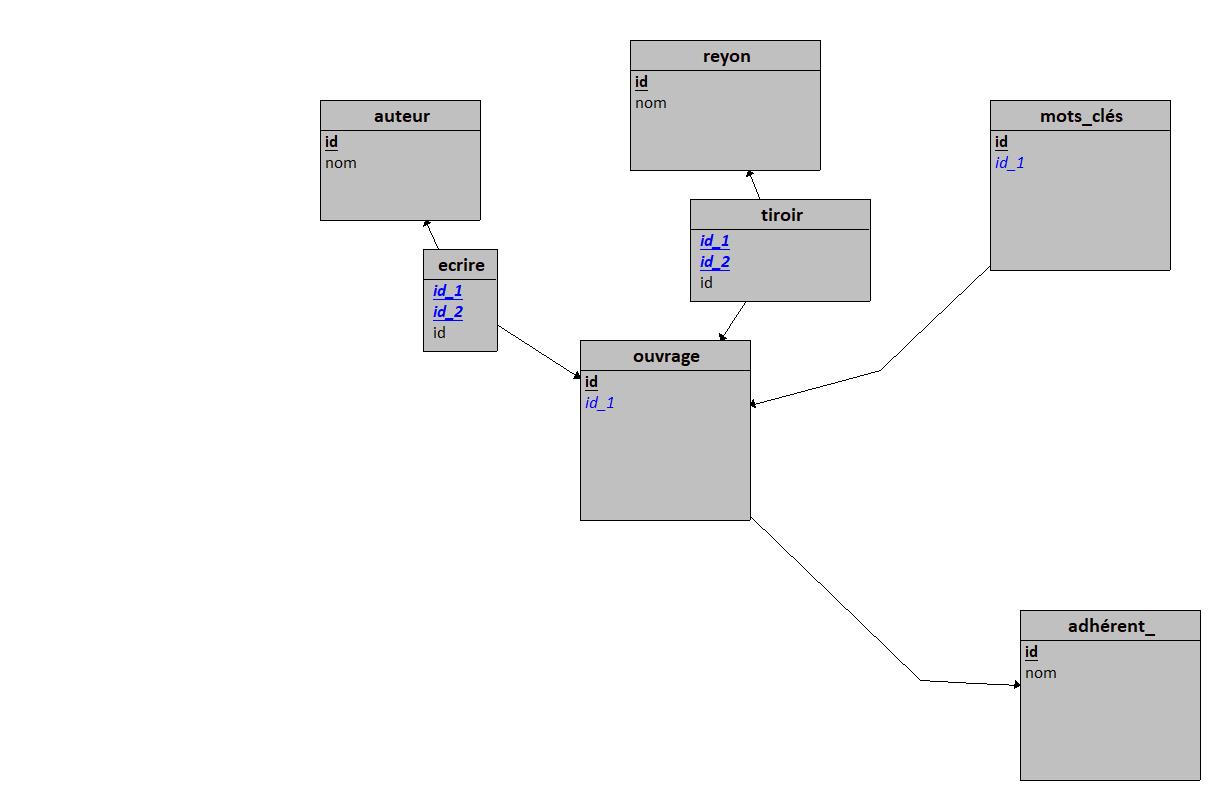 reyon
id
nom
auteur
id
nom
mots_clés
id
id_1
tiroir
id_1
id_2
id
ecrire
id_1
id_2
id
ouvrage
id
id_1
adhérent_
id
nom